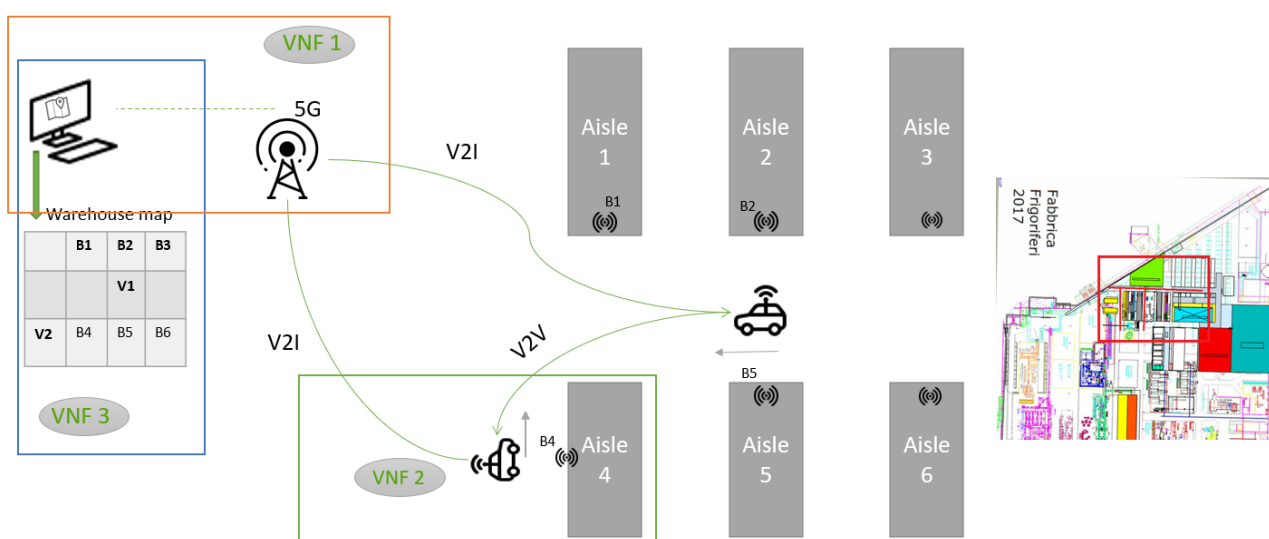 VNF 1
5G
V2I
Warehouse map
B1 B2 B3
V1
V2 B4 B5 B6
VNF 3
V2I
V2V
VNF 2
Aisle
1
B1
Aisle
2
B2
Aisle
3
B5
B4
Aisle
4
Aisle
5
Aisle
6
Fabbrica
Frigoriferi
2017